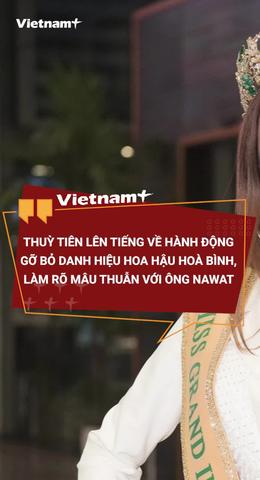 Vietnam+
Vietnam+
THUỲ TIÊN LÊN TIẾNG VỀ HÀNH ĐỘNG
GỠ BỎ DANH HIỆU HOA HẬU HOÀ BÌNH,
LÀM RÕ MÂU THUẪN VỚI ÔNG NAWAT
MISS GRAND I